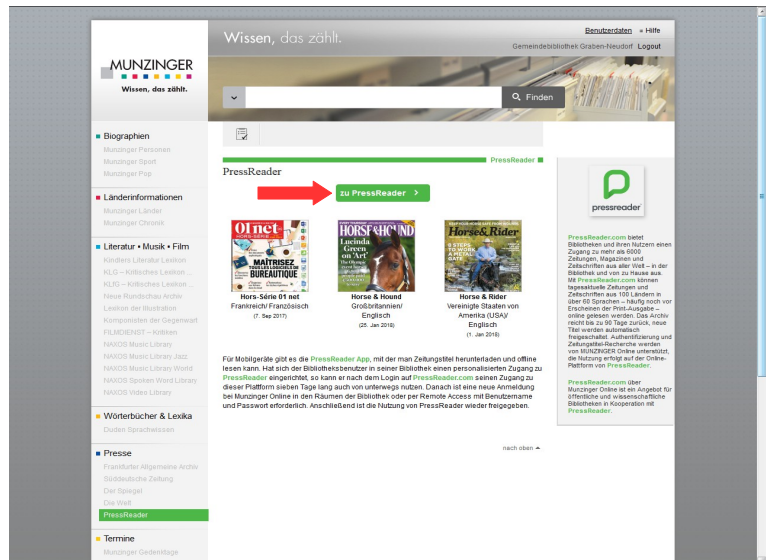 Wissen, das zählt.
Benutzerdaten
Hilfe
Gemeindebibliothek Graben-Neudorf Logout
MUNZINGER
Wissen, das zählt.
Finden
Biographien
Munzinger Personen
Munzinger Sport
Munzinger Pop
Länderinformationen
Munzinger Länder
Munzinger Chronik
Literatur • Musik • Film
Kindlers Literatur Lexikon
KLG – Kritisches Lexikon ...
KLfG – Kritisches Lexikon ...
Neue Rundschau Archiv
Lexikon der Illustration
Komponisten der Gegenwart
FILMDIENST – Kritiken
NAXOS Music Library
NAXOS Music Library Jazz
NAXOS Music Library World
NAXOS Spoken Word Library
NAXOS Video Library
Wörterbücher & Lexika
Duden Sprachwissen
Presse
Frankfurter Allgemeine Archiv
Süddeutsche Zeitung
Der Spiegel
Die Welt
PressReader
Termine
Munzinger Gedenktage
PressReader
PressReader
zu PressReader >
01net
HORS-SÉRIE
MAÎTRISEZ
TOUS LES LOGICIELS DE
BUREAUTIQUE
HORSE&HOUND
Lucinda
Green
on 'Art'
Horse&Rider
9 STEPS
TO WORK
A METAL
GATE
Hors-Série 01 net
Frankreich/ Französisch
(7. Sep 2017)
Horse & Hound
Großbritannien/
Englisch
(25. Jan 2018)
Horse & Rider
Vereinigte Staaten von
Amerika (USA)/
Englisch
(1. Jan 2018)
Für Mobilgeräte gibt es die PressReader App, mit der man Zeitungstitel herunterladen und offline
lesen kann. Hat sich der Bibliotheksbenutzer in seiner Bibliothek einen personalisierten Zugang zu
PressReader eingerichtet, so kann er nach dem Login auf PressReader.com seinen Zugang zu
dieser Plattform sieben Tage lang auch von unterwegs nutzen. Danach ist eine neue Anmeldung
bei Munzinger Online in den Räumen der Bibliothek oder per Remote Access mit Benutzername
und Passwort erforderlich. Anschließend ist die Nutzung von PressReader wieder freigegeben.
nach oben
pressreader
PressReader.com bietet
Bibliotheken und ihren Nutzern einen
Zugang zu mehr als 6000
Zeitungen, Magazinen und
Zeitschriften aus aller Welt – in der
Bibliothek und von zu Hause aus.
Mit PressReader.com können
tagesaktuelle Zeitungen und
Zeitschriften aus 100 Ländern in
über 60 Sprachen – häufig noch vor
Erscheinen der Print-Ausgabe –
online gelesen werden. Das Archiv
reicht bis zu 90 Tage zurück, neue
Titel werden automatisch
freigeschaltet. Authentifizierung und
Zeitungstitel-Recherche werden
von MUNZINGER Online unterstützt,
die Nutzung erfolgt auf der Online-
Plattform von PressReader.
PressReader.com über
Munzinger Online ist ein Angebot für
öffentliche und wissenschaftliche
Bibliotheken in Kooperation mit
PressReader.